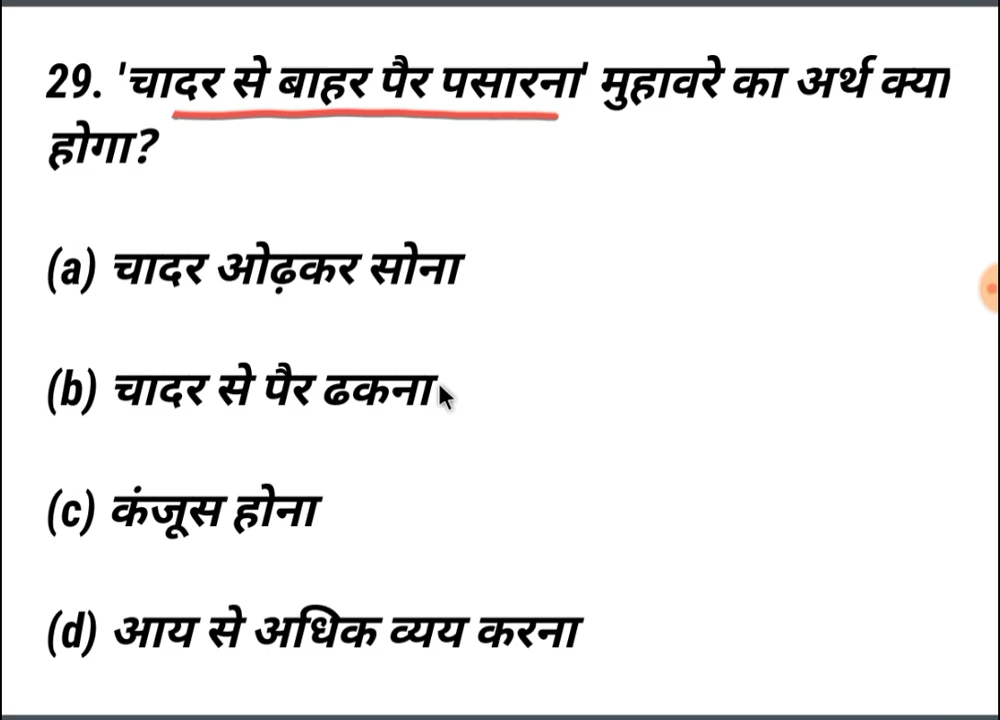 29. 'चादर से बाहर पैर पसारना' मुहावरे का अर्थ क्या
होगा?
(a) चादर ओढ़कर सोना
(b) चादर से पैर ढकना
(c) कंजूस होना
(d) आय से अधिक व्यय करना